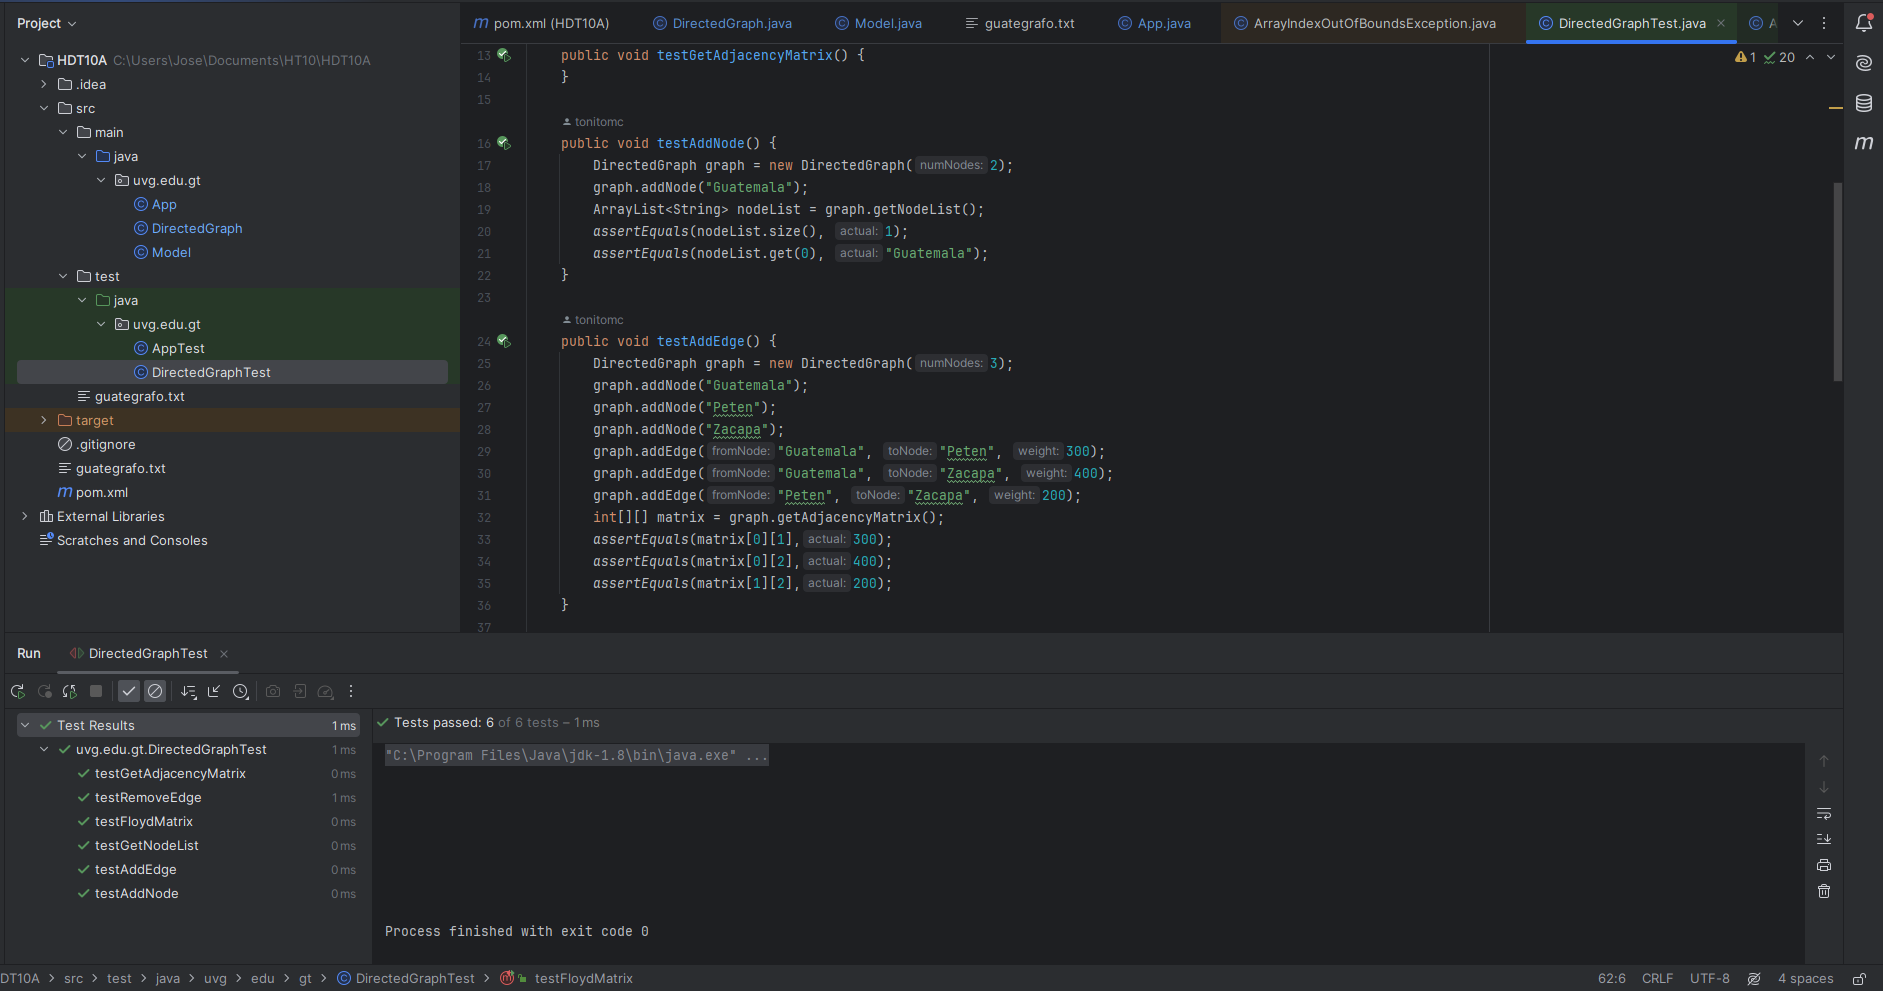 Project
pom.xml (HDT10A)
DirectedGraph.java
Model.java
guategrafo.txt
App.java
ArrayIndexOutOfBoundsException.java
DirectedGraphTest.java
A
HDT10A C:\Users\Jose\Documents\HT10\HDT10A
.idea
src
main
java
uvg.edu.gt
App
DirectedGraph
Model
test
java
uvg.edu.gt
AppTest
DirectedGraphTest
guategrafo.txt
target
.gitignore
guategrafo.txt
pom.xml
External Libraries
Scratches and Consoles
1 20
13 public void testGetAdjacencyMatrix() {
14 }
15
tonitomc
16 public void testAddNode() {
17 DirectedGraph graph = new DirectedGraph( numNodes: 2);
18 graph.addNode("Guatemala");
19 ArrayList<String> nodeList = graph.getNodeList();
20 assertEquals(nodeList.size(), actual: 1);
21 assertEquals(nodeList.get(0), actual: "Guatemala");
22 }
23
tonitomc
24 public void testAddEdge() {
25 DirectedGraph graph = new DirectedGraph( numNodes: 3);
26 graph.addNode("Guatemala");
27 graph.addNode("Peten");
28 graph.addNode("Zacapa");
29 graph.addEdge( fromNode: "Guatemala", toNode: "Peten", weight: 300);
30 graph.addEdge( fromNode: "Guatemala", toNode: "Zacapa", weight: 400);
31 graph.addEdge( fromNode: "Peten", toNode: "Zacapa", weight: 200);
32 int[][] matrix = graph.getAdjacencyMatrix();
33 assertEquals(matrix[0][1], actual: 300);
34 assertEquals(matrix[0][2], actual: 400);
35 assertEquals(matrix[1][2], actual: 200);
36 }
37
Run DirectedGraphTest
Test Results 1 ms
uvg.edu.gt.DirectedGraphTest 1 ms
testGetAdjacencyMatrix 0 ms
testRemoveEdge 1 ms
testFloydMatrix 0 ms
testGetNodeList 0 ms
testAddEdge 0 ms
testAddNode 0 ms
Tests passed: 6 of 6 tests – 1 ms
"C:\Program Files\Java\jdk-1.8\bin\java.exe" ...
Process finished with exit code 0
DT10A > src > test > java > uvg > edu > gt > DirectedGraphTest > testFloydMatrix
62:6 CRLF UTF-8 4 spaces